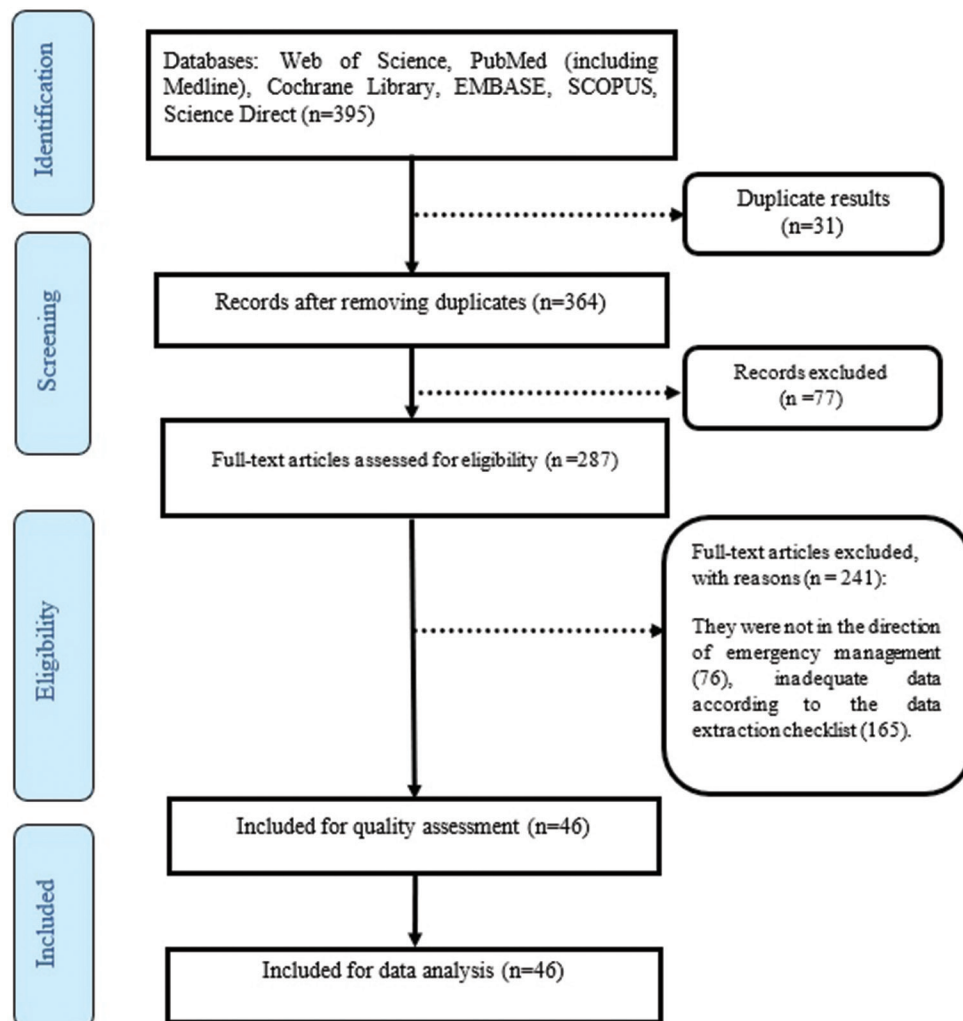 Identification
Databases: Web of Science, PubMed (including
Medline), Cochrane Library, EMBASE, SCOPUS,
Science Direct (n=395)
Duplicate results
(n=31)
Screening
Records after removing duplicates (n=364)
Records excluded
(n =77)
Full-text articles assessed for eligibility (n =287)
Eligibility
Full-text articles excluded,
with reasons (n = 241):
They were not in the direction
of emergency management
(76), inadequate data
according to the data
extraction checklist (165).
Included for quality assessment (n=46)
Included
Included for data analysis (n=46)